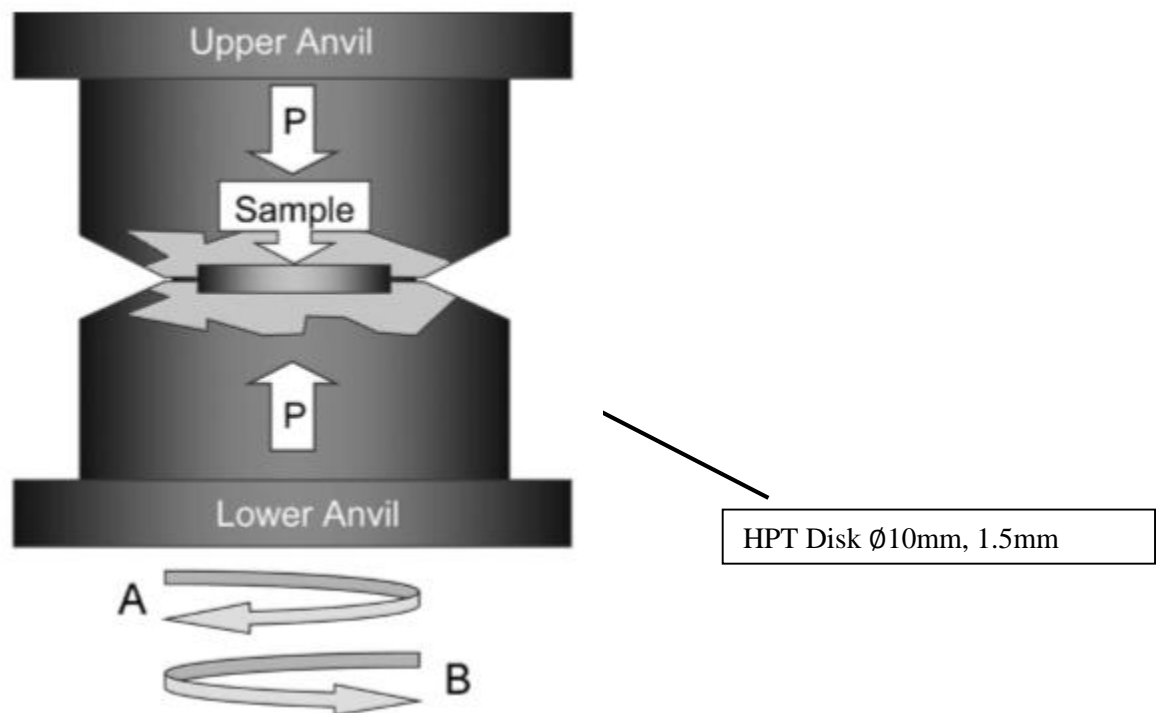 Upper Anvil
P
Sample
P
Lower Anvil
HPT Disk Ø10mm, 1.5mm
A
B